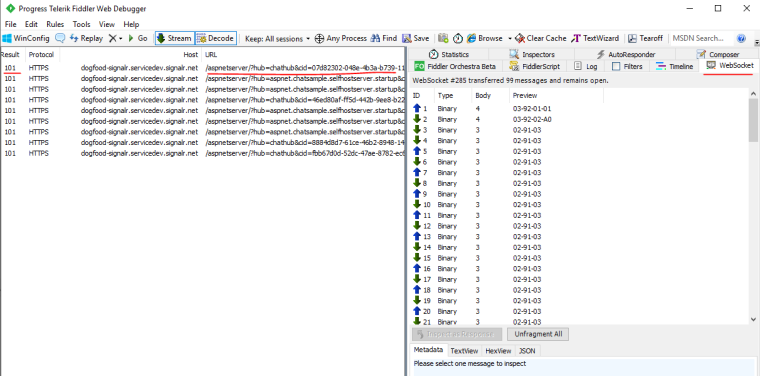 Progress Telerik Fiddler Web Debugger
File Edit Rules Tools View Help
WinConfig Replay Go Stream Decode Keep: All sessions Any Process Find Save Browse Clear Cache TextWizard Tearoff MSDN Search...
Result Protocol Host URL
101 HTTPS dogfood-signalr.servicedev.signalr.net /aspnetserver/?hub=chathub&cid=07d82302-048e-4b3a-b739-11
101 HTTPS dogfood-signalr.servicedev.signalr.net /aspnetserver/?hub=aspnet.chatsample.selfhostserver.startup&c
101 HTTPS dogfood-signalr.servicedev.signalr.net /aspnetserver/?hub=aspnet.chatsample.selfhostserver.startup&c
101 HTTPS dogfood-signalr.servicedev.signalr.net /aspnetserver/?hub=chathub&cid=46ed80af-ff5d-442b-9ee8-b22
101 HTTPS dogfood-signalr.servicedev.signalr.net /aspnetserver/?hub=aspnet.chatsample.selfhostserver.startup&c
101 HTTPS dogfood-signalr.servicedev.signalr.net /aspnetserver/?hub=aspnet.chatsample.selfhostserver.startup&c
101 HTTPS dogfood-signalr.servicedev.signalr.net /aspnetserver/?hub=aspnet.chatsample.selfhostserver.startup&c
101 HTTPS dogfood-signalr.servicedev.signalr.net /aspnetserver/?hub=chathub&cid=8884d8d7-61ce-46b2-8948-14
101 HTTPS dogfood-signalr.servicedev.signalr.net /aspnetserver/?hub=chathub&cid=fbb67d0d-52dc-47ae-8782-ec6
Statistics Inspectors AutoResponder Composer
FO Fiddler Orchestra Beta FiddlerScript Log Filters Timeline WebSocket
WebSocket #285 transferred 99 messages and remains open.
ID Type Body Preview
1 Binary 4 03-92-01-01
2 Binary 4 03-92-02-A0
3 Binary 3 02-91-03
4 Binary 3 02-91-03
5 Binary 3 02-91-03
6 Binary 3 02-91-03
7 Binary 3 02-91-03
8 Binary 3 02-91-03
9 Binary 3 02-91-03
10 Binary 3 02-91-03
11 Binary 3 02-91-03
12 Binary 3 02-91-03
13 Binary 3 02-91-03
14 Binary 3 02-91-03
15 Binary 3 02-91-03
16 Binary 3 02-91-03
17 Binary 3 02-91-03
18 Binary 3 02-91-03
19 Binary 3 02-91-03
20 Binary 3 02-91-03
21 Binary 3 02-91-03
Unfragment All
Metadata TextView HexView JSON
Please select one message to inspect